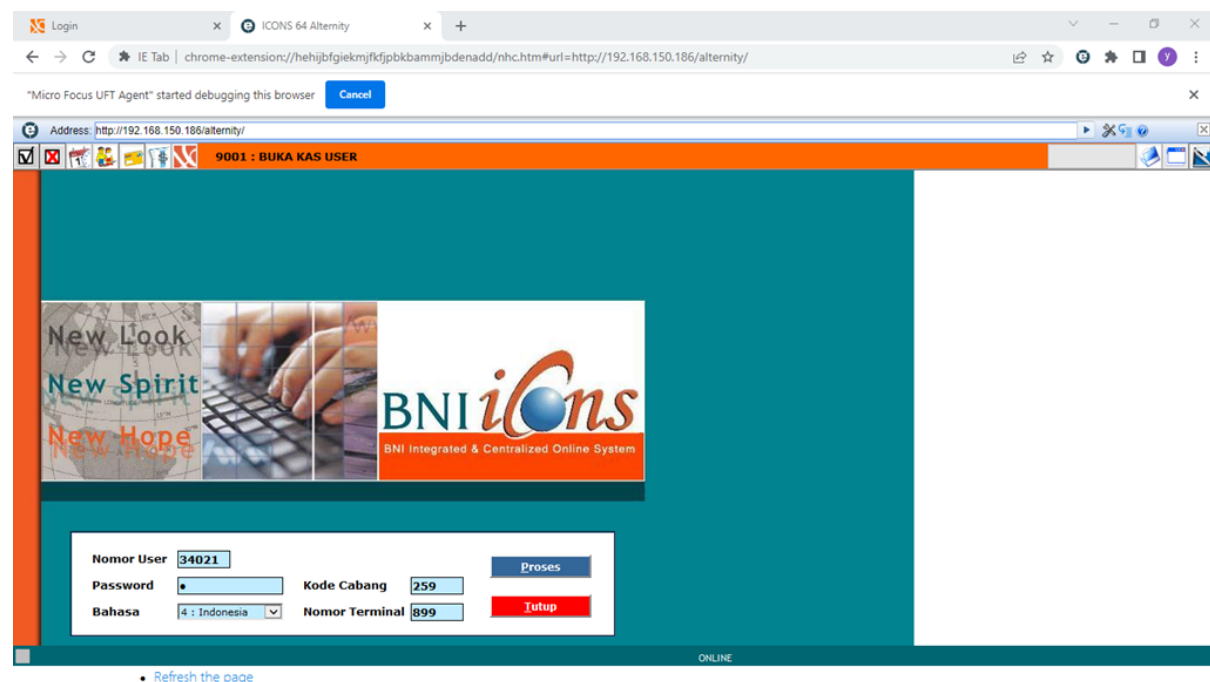 Login
ICONS 64 Alternity
IE Tab | chrome-extension://hehijbfgiekmjfkfjpbkbammjbdenadd/nhc.htm#url=http://192.168.150.186/alternity/
"Micro Focus UFT Agent" started debugging this browser Cancel
Address: http://192.168.150.186/alternity/
9001 : BUKA KAS USER
New Look
New Spirit
New Hope
BNI icons
BNI Integrated & Centralized Online System
Nomor User 34021
Proses
Password • Kode Cabang 259
Bahasa 4 : Indonesia Nomor Terminal 899
Tutup
ONLINE
• Refresh the page